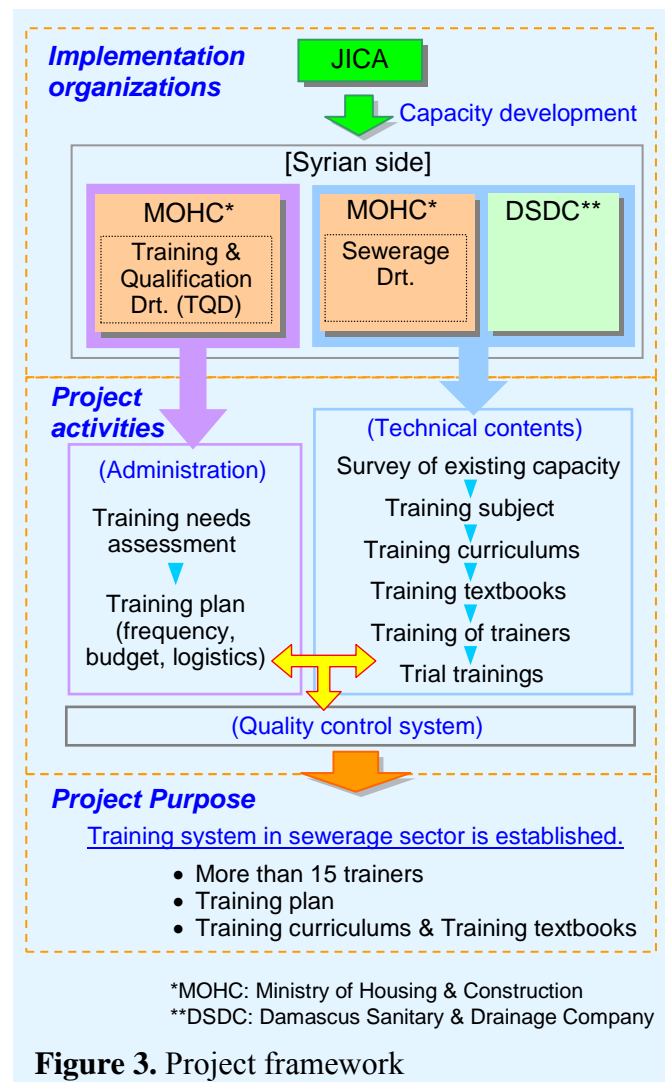 Implementation
organizations
JICA
Capacity development
[Syrian side]
MOHC*
Training &
Qualification
Drt. (TQD)
MOHC*
Sewerage
Drt.
DSDC**
Project
activities
(Administration)
Training needs
assessment
Training plan
(frequency,
budget, logistics)
(Technical contents)
Survey of existing capacity
Training subject
Training curriculums
Training textbooks
Training of trainers
Trial trainings
(Quality control system)
Project Purpose
Training system in sewerage sector is established.
• More than 15 trainers
• Training plan
• Training curriculums & Training textbooks
*MOHC: Ministry of Housing & Construction
**DSDC: Damascus Sanitary & Drainage Company
Figure 3. Project framework